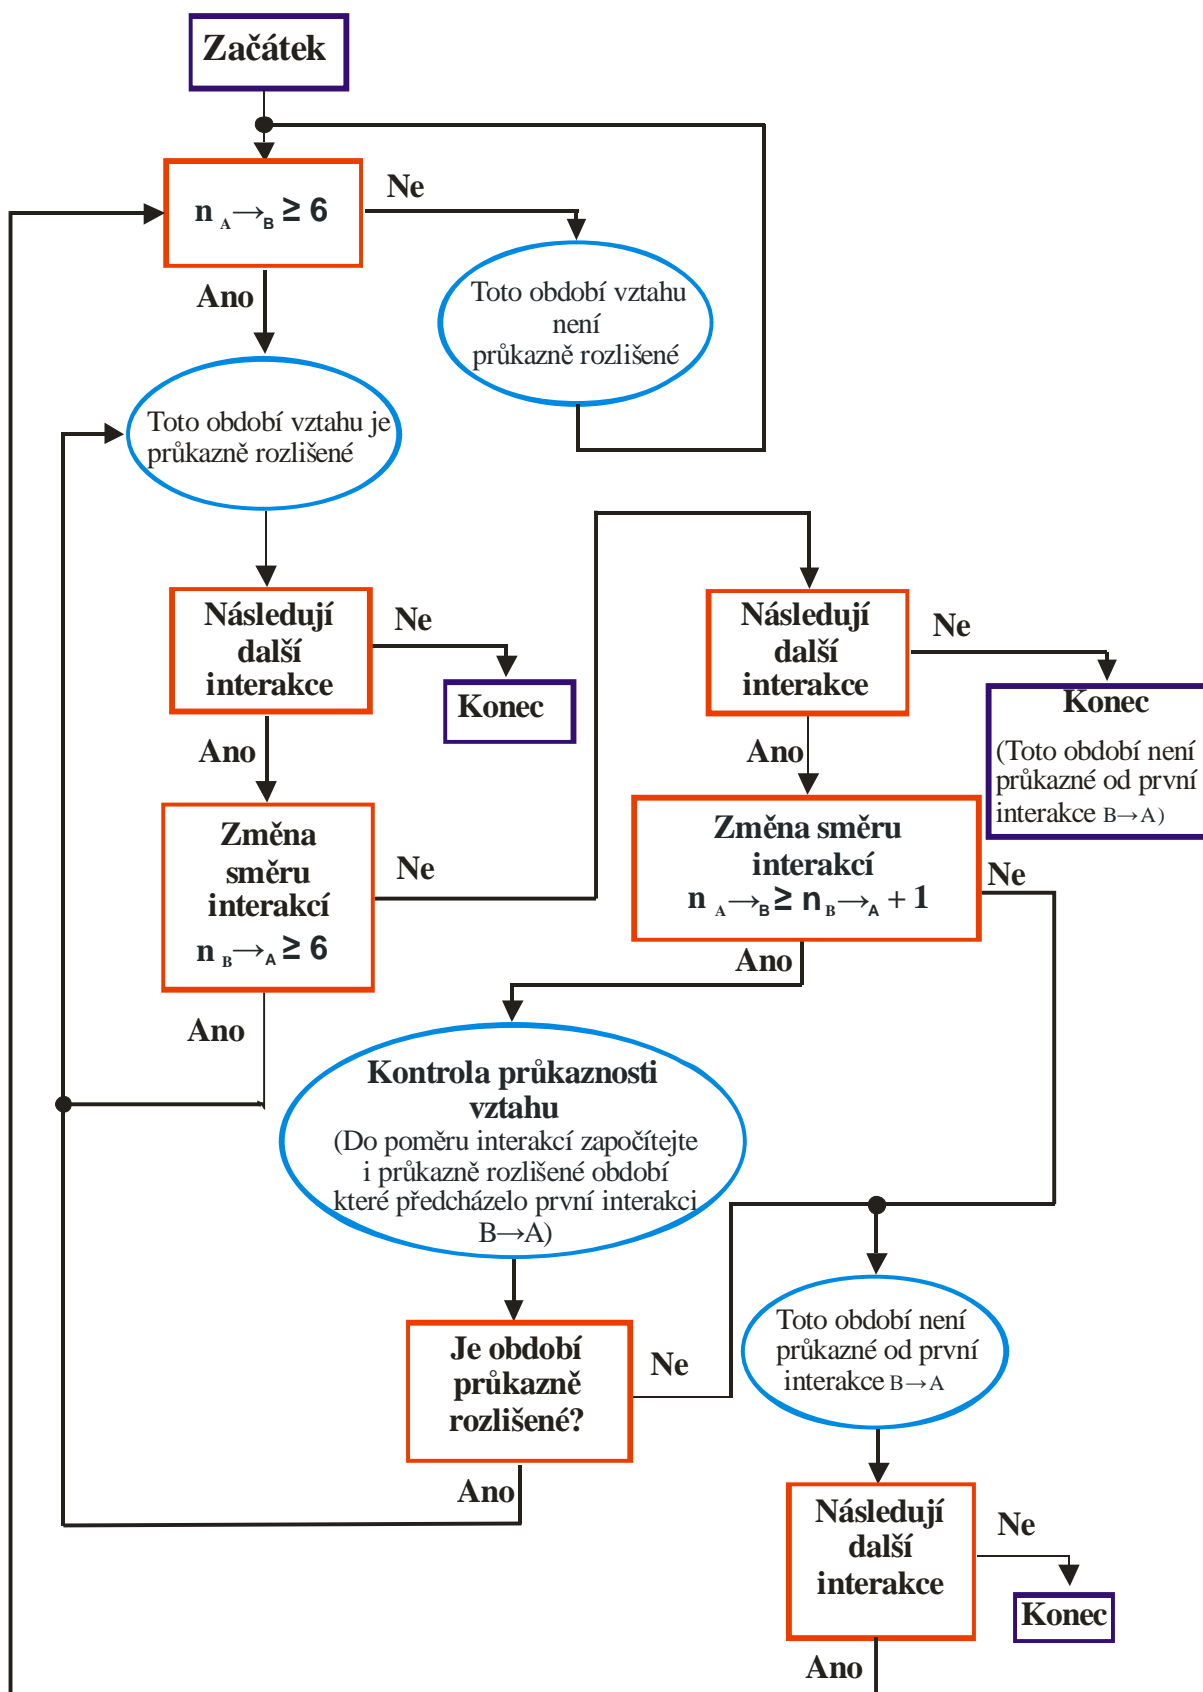 Začátek
n A→B ≥ 6
Ne
Ano
Toto období vztahu
není
průkazně rozlišené
Toto období vztahu je
průkazně rozlišené
Následují
další
interakce
Ne
Konec
Ano
Změna
směru
interakcí
n B→A ≥ 6
Ne
Ano
Následují
další
interakce
Ne
Konec
(Toto období není
průkazné od první
interakce B→A)
Ano
Změna směru
interakcí
n A→B ≥ n B→A + 1
Ne
Ano
Kontrola průkaznosti
vztahu
(Do poměru interakcí započítejte
i průkazně rozlišené období
které předcházelo první interakci
B→A)
Je období
průkazně
rozlišené?
Ne
Ano
Toto období není
průkazné od první
interakce B→A
Následují
další
interakce
Ne
Konec
Ano